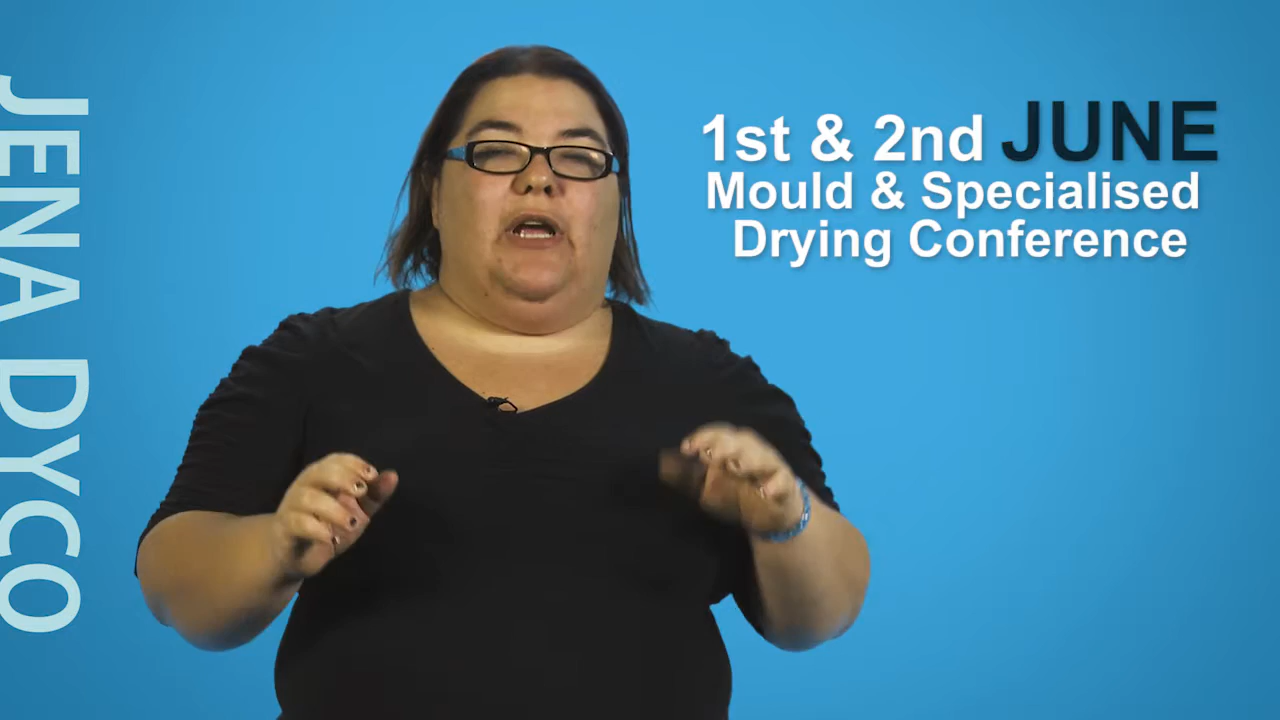 JENA DYCO
1st & 2nd JUNE
Mould & Specialised
Drying Conference